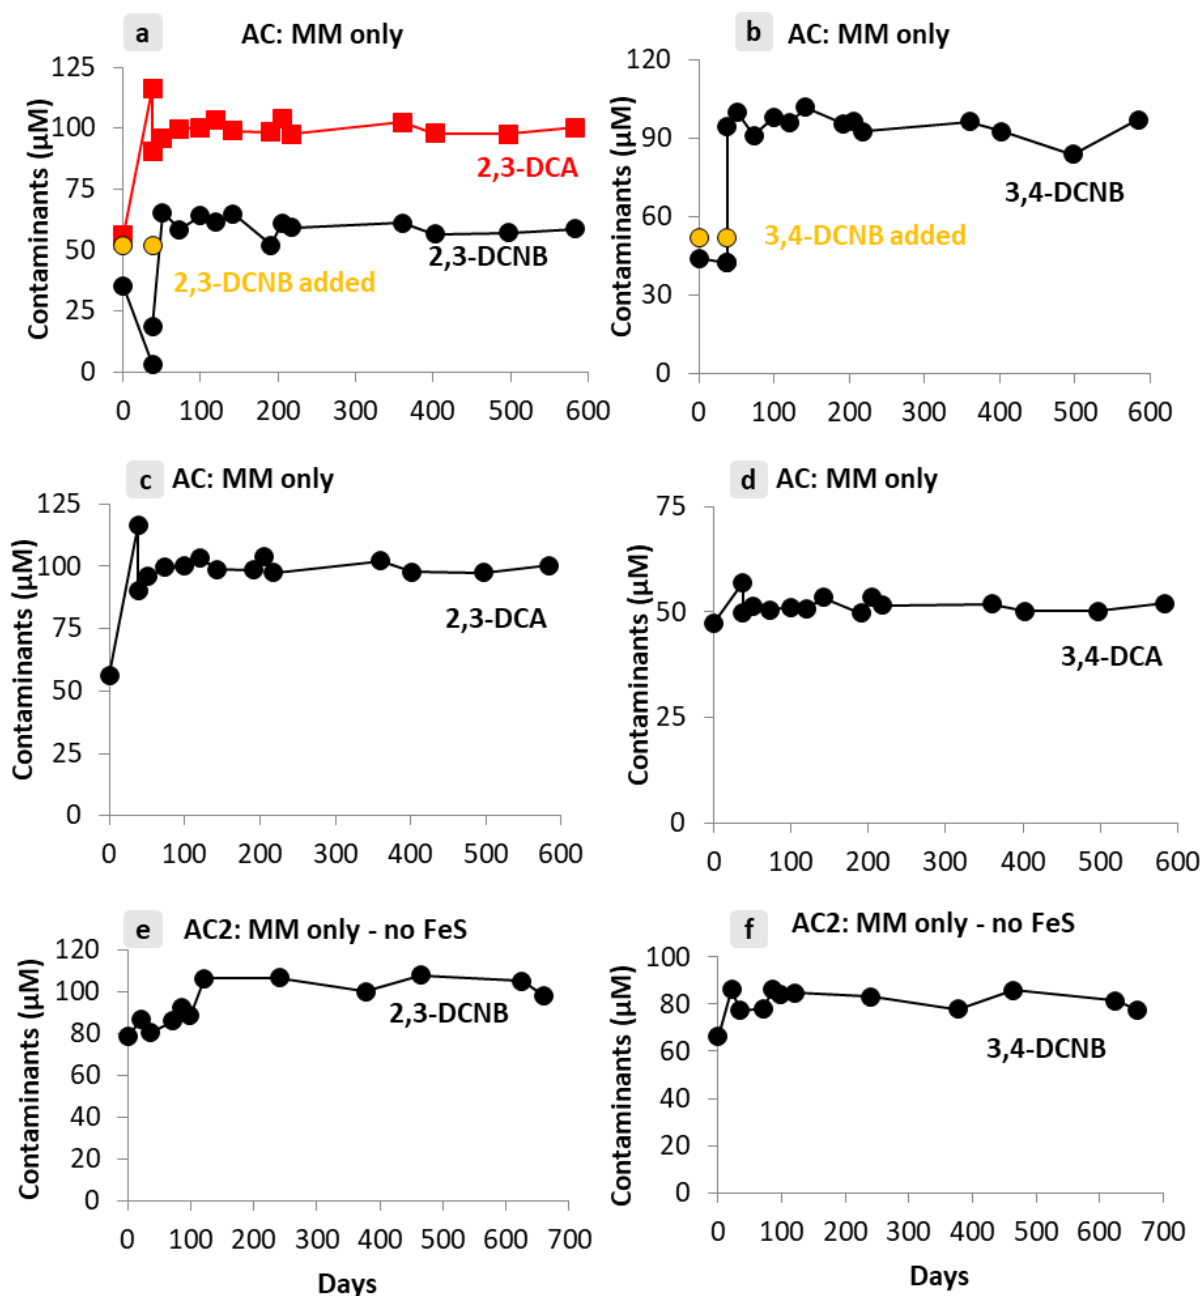 a AC: MM only
Contaminants (µM)
125
100
75
50
25
0
2,3-DCA
2,3-DCNB
2,3-DCNB added
0 100 200 300 400 500 600
b AC: MM only
Contaminants (µM)
120
90
60
30
0
3,4-DCNB
3,4-DCNB added
0 100 200 300 400 500 600
c AC: MM only
Contaminants (µM)
125
100
75
50
25
0
2,3-DCA
0 100 200 300 400 500 600
d AC: MM only
Contaminants (µM)
75
50
25
0
3,4-DCA
0 100 200 300 400 500 600
e AC2: MM only - no FeS
Contaminants (µM)
120
100
80
60
40
20
0
2,3-DCNB
0 100 200 300 400 500 600 700
Days
f AC2: MM only - no FeS
Contaminants (µM)
100
80
60
40
20
0
3,4-DCNB
0 100 200 300 400 500 600 700
Days